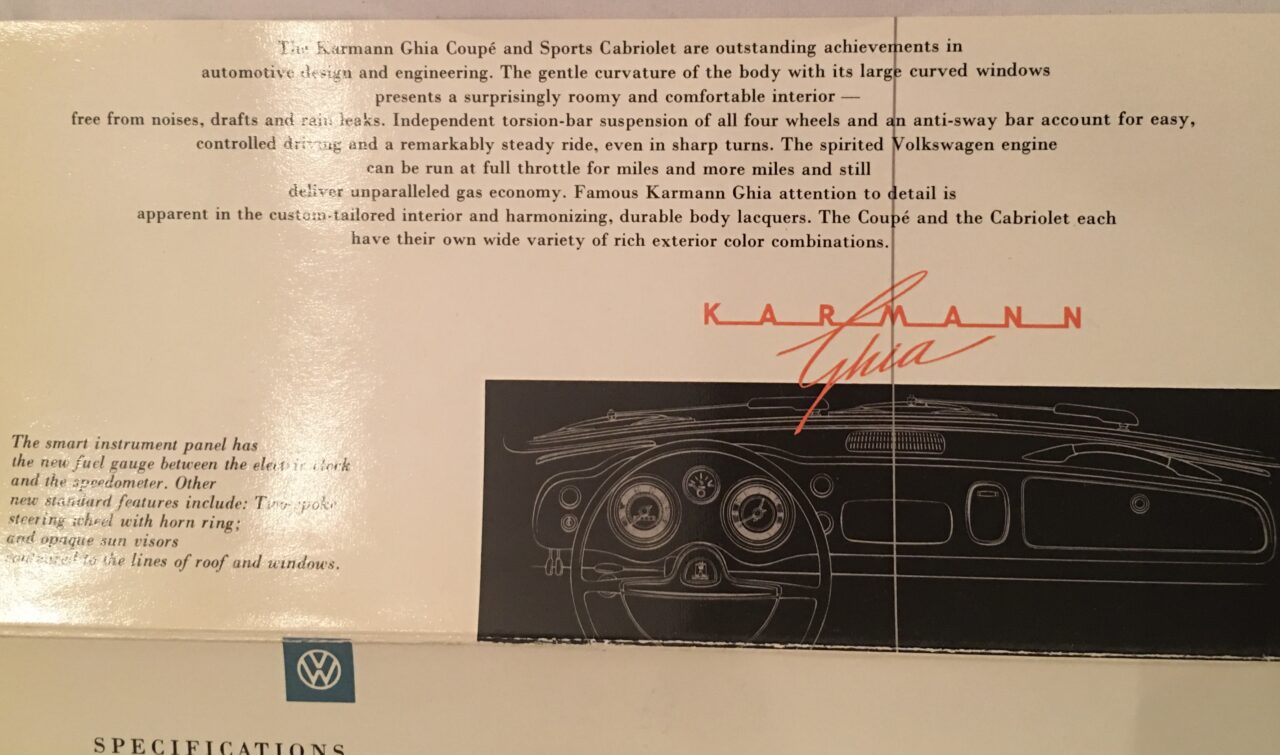 The Karmann Ghia Coupé and Sports Cabriolet are outstanding achievements in
automotive design and engineering. The gentle curvature of the body with its large curved windows
presents a surprisingly roomy and comfortable interior —
free from noises, drafts and rain leaks. Independent torsion-bar suspension of all four wheels and an anti-sway bar account for easy,
controlled driving and a remarkably steady ride, even in sharp turns. The spirited Volkswagen engine
can be run at full throttle for miles and more miles and still
deliver unparalleled gas economy. Famous Karmann Ghia attention to detail is
apparent in the custom-tailored interior and harmonizing, durable body lacquers. The Coupé and the Cabriolet each
have their own wide variety of rich exterior color combinations.
KARMANN
Ghia
The smart instrument panel has
the new fuel gauge between the electric clock
and the speedometer. Other
new standard features include: Two-spoke
steering wheel with horn ring;
and opaque sun visors
to the lines of roof and windows.
VW
SPECIFICATIONS